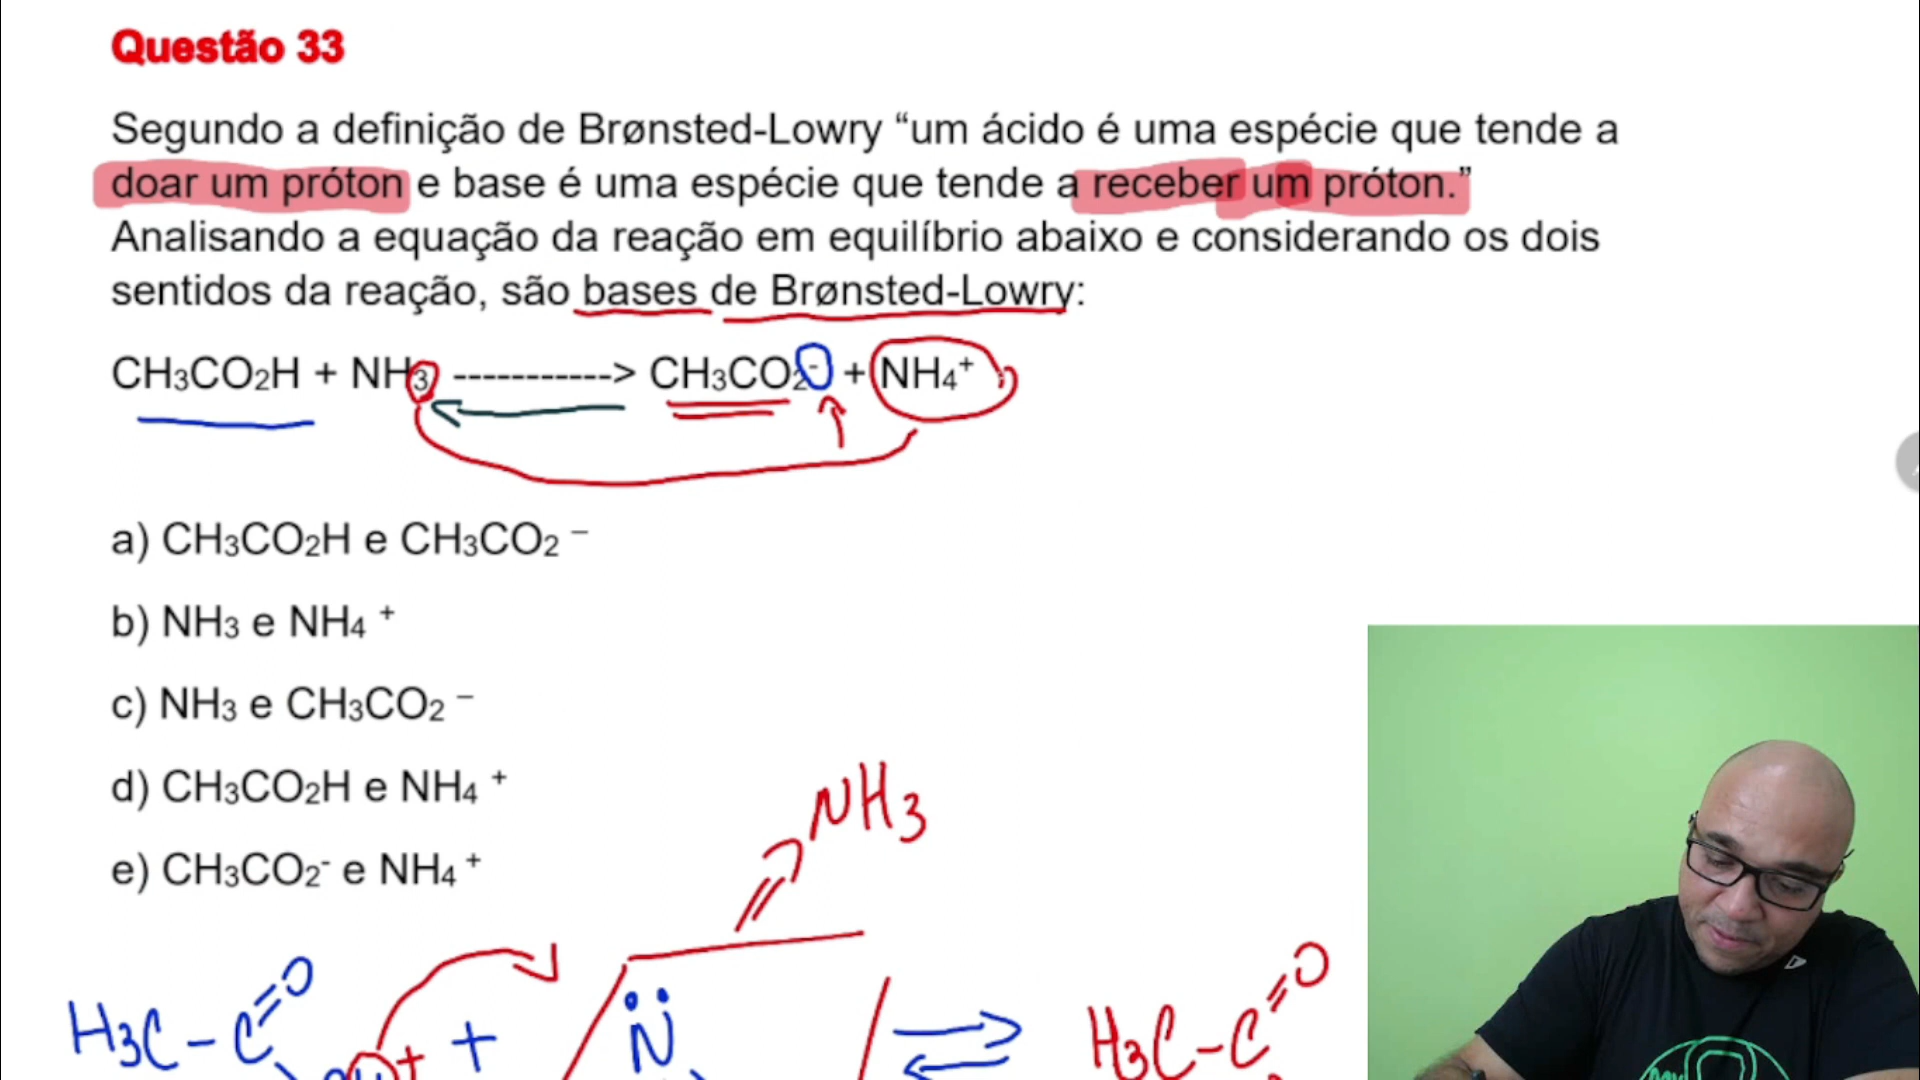 Questão 33
Segundo a definição de Brønsted-Lowry “um ácido é uma espécie que tende a
doar um próton e base é uma espécie que tende a receber um próton.”
Analisando a equação da reação em equilíbrio abaixo e considerando os dois
sentidos da reação, são bases de Brønsted-Lowry:
CH₃CO₂H + NH₃ -----------> CH₃CO₂⁻ + NH₄⁺
a) CH₃CO₂H e CH₃CO₂ ⁻
b) NH₃ e NH₄ ⁺
c) NH₃ e CH₃CO₂ ⁻
d) CH₃CO₂H e NH₄ ⁺
e) CH₃CO₂⁻ e NH₄ ⁺
NH₃
H₃C-C=O + N H₃C-C=O